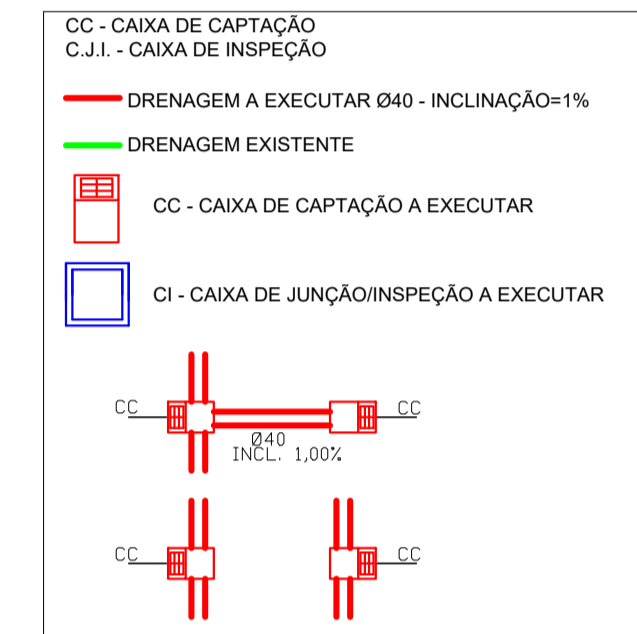 CC - CAIXA DE CAPTAÇÃO
C.J.I. - CAIXA DE INSPEÇÃO
DRENAGEM A EXECUTAR Ø40 - INCLINAÇÃO=1%
DRENAGEM EXISTENTE
CC - CAIXA DE CAPTAÇÃO A EXECUTAR
CI - CAIXA DE JUNÇÃO/INSPEÇÃO A EXECUTAR
CC CC
Ø40
INCL. 1,00%
CC CC